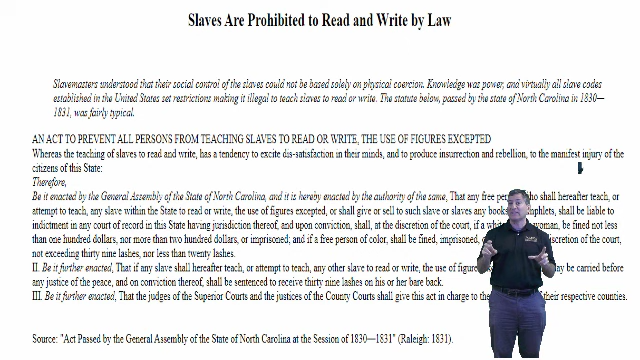 Slaves Are Prohibited to Read and Write by Law
Slavemasters understood that their social control of the slaves could not be based solely on physical coercion. Knowledge was power, and virtually all slave codes
established in the United States set restrictions making it illegal to teach slaves to read or write. The statute below, passed by the state of North Carolina in 1830—
1831, was fairly typical.
AN ACT TO PREVENT ALL PERSONS FROM TEACHING SLAVES TO READ OR WRITE, THE USE OF FIGURES EXCEPTED
Whereas the teaching of slaves to read and write, has a tendency to excite dis-satisfaction in their minds, and to produce insurrection and rebellion, to the manifest injury of the
citizens of this State:
Therefore,
Be it enacted by the General Assembly of the State of North Carolina, and it is hereby enacted by the authority of the same, That any free who shall hereafter teach, or
attempt to teach, any slave within the State to read or write, the use of figures excepted, or shall give or sell to such slave or slaves any books pamphlets, shall be liable to
indictment in any court of record in this State having jurisdiction thereof, and upon conviction, shall, at the discretion of the court, if a woman, be fined not less
than one hundred dollars, nor more than two hundred dollars, or imprisoned; and if a free person of color, shall be fined, imprisoned, discretion of the court,
not exceeding thirty nine lashes, nor less than twenty lashes.
II. Be it further enacted, That if any slave shall hereafter teach, or attempt to teach, any other slave to read or write, the use of may be carried before
any justice of the peace, and on conviction thereof, shall be sentenced to receive thirty nine lashes on his or her bare back.
III. Be it further enacted, That the judges of the Superior Courts and the justices of the County Courts shall give this act in charge to the of their respective counties.
Source: "Act Passed by the General Assembly of the State of North Carolina at the Session of 1830—1831" (Raleigh: 1831).